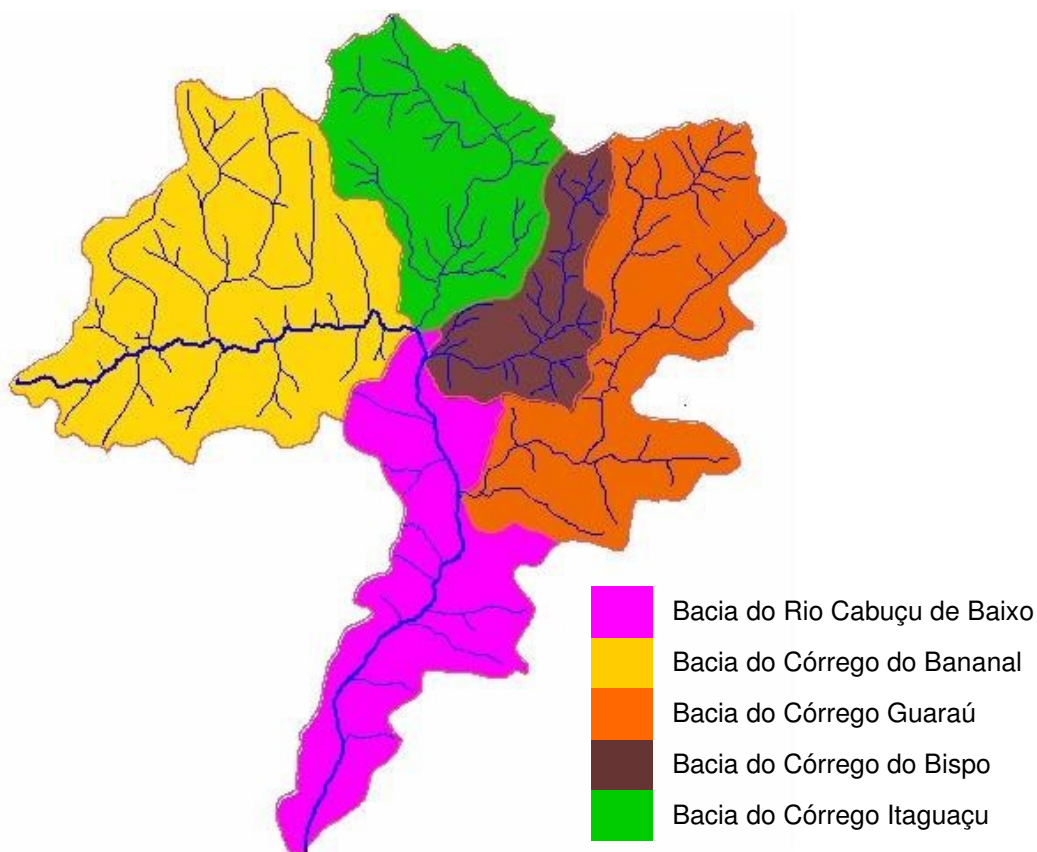 Bacia do Rio Cabuçu de Baixo
Bacia do Córrego do Bananal
Bacia do Córrego Guaraú
Bacia do Córrego do Bispo
Bacia do Córrego Itaguaçu